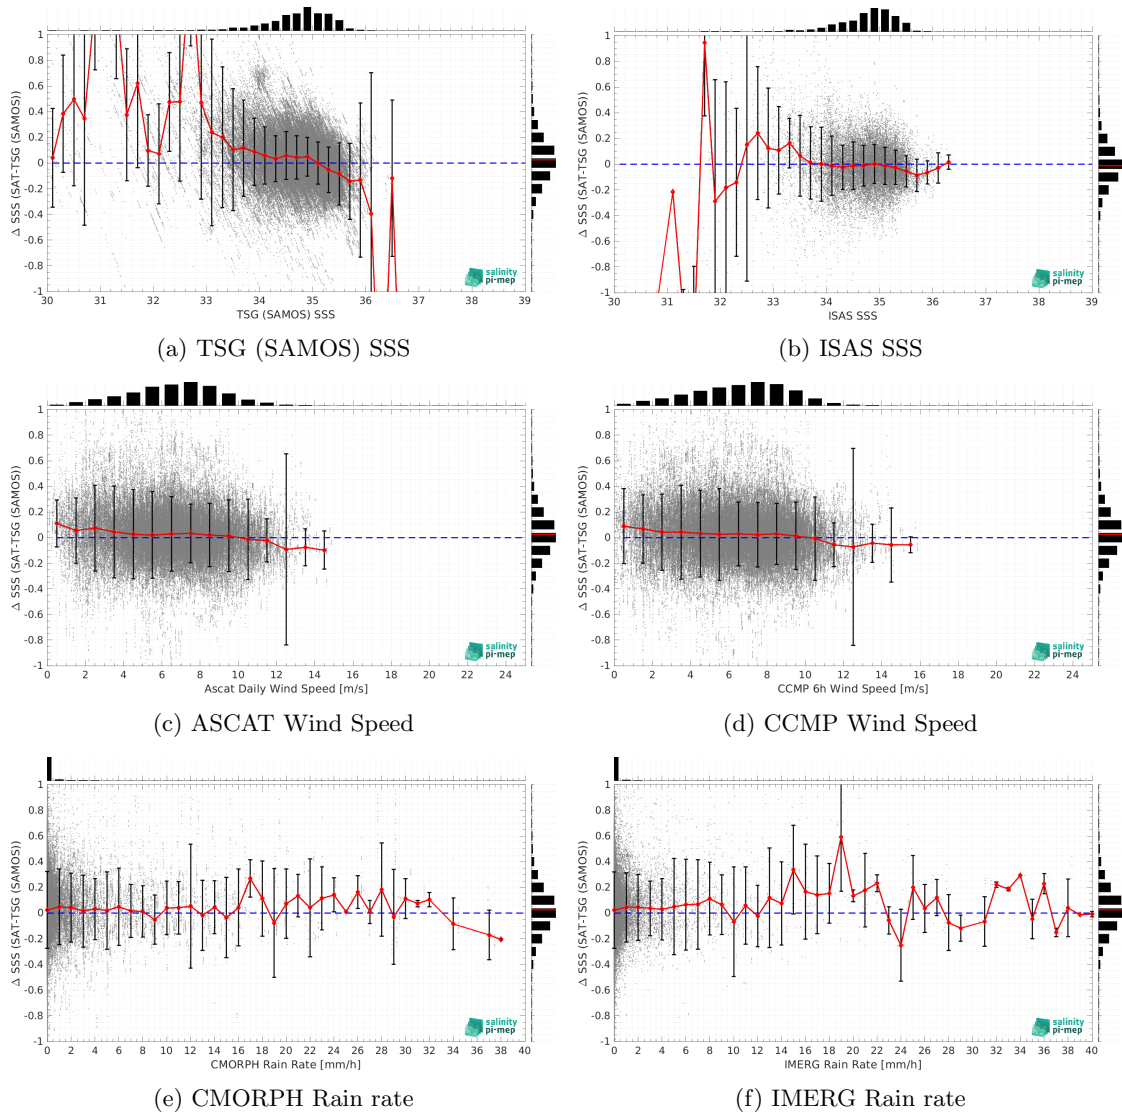 1
0.8
0.6
0.4
0.2
0
-0.2
-0.4
-0.6
-0.8
-1
Δ SSS (SAT-TSG (SAMOS))
30 31 32 33 34 35 36 37 38 39
TSG (SAMOS) SSS
salinity
pi-mep
(a) TSG (SAMOS) SSS
1
0.8
0.6
0.4
0.2
0
-0.2
-0.4
-0.6
-0.8
-1
Δ SSS (SAT-TSG (SAMOS))
30 31 32 33 34 35 36 37 38 39
ISAS SSS
salinity
pi-mep
(b) ISAS SSS
1
0.8
0.6
0.4
0.2
0
-0.2
-0.4
-0.6
-0.8
-1
Δ SSS (SAT-TSG (SAMOS))
0 2 4 6 8 10 12 14 16 18 20 22 24
Ascat Daily Wind Speed [m/s]
salinity
pi-mep
(c) ASCAT Wind Speed
1
0.8
0.6
0.4
0.2
0
-0.2
-0.4
-0.6
-0.8
-1
Δ SSS (SAT-TSG (SAMOS))
0 2 4 6 8 10 12 14 16 18 20 22 24
CCMP 6h Wind Speed [m/s]
salinity
pi-mep
(d) CCMP Wind Speed
1
0.8
0.6
0.4
0.2
0
-0.2
-0.4
-0.6
-0.8
-1
Δ SSS (SAT-TSG (SAMOS))
0 2 4 6 8 10 12 14 16 18 20 22 24 26 28 30 32 34 36 38 40
CMORPH Rain Rate [mm/h]
salinity
pi-mep
(e) CMORPH Rain rate
1
0.8
0.6
0.4
0.2
0
-0.2
-0.4
-0.6
-0.8
-1
Δ SSS (SAT-TSG (SAMOS))
0 2 4 6 8 10 12 14 16 18 20 22 24 26 28 30 32 34 36 38 40
IMERG Rain Rate [mm/h]
salinity
pi-mep
(f) IMERG Rain rate